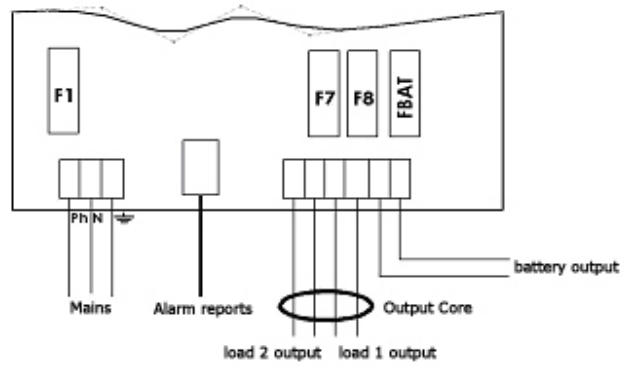 F1
F7
F8
FBAT
Ph N
battery output
Mains
Alarm reports
Output Core
load 2 output
load 1 output